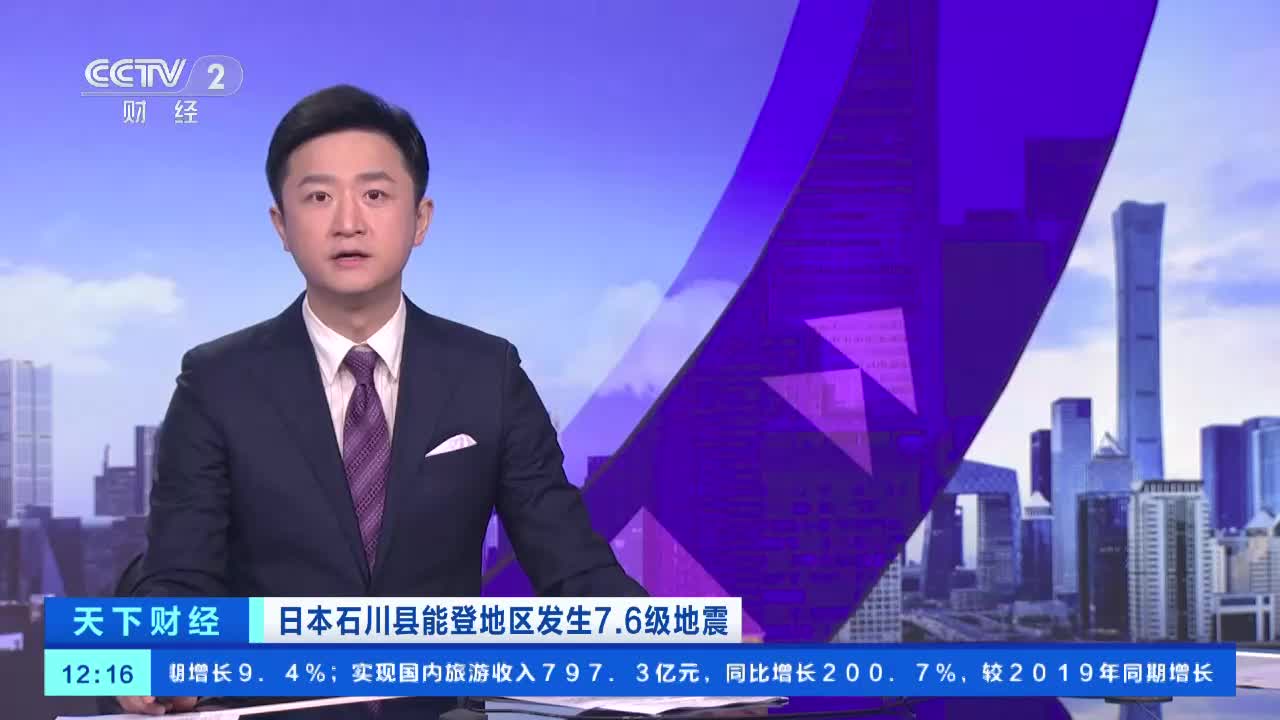 CCTV 2
财 经
天下财经
日本石川县能登地区发生7.6级地震
12:16
期增长9.4%；实现国内旅游收入797.3亿元，同比增长200.7%，较2019年同期增长